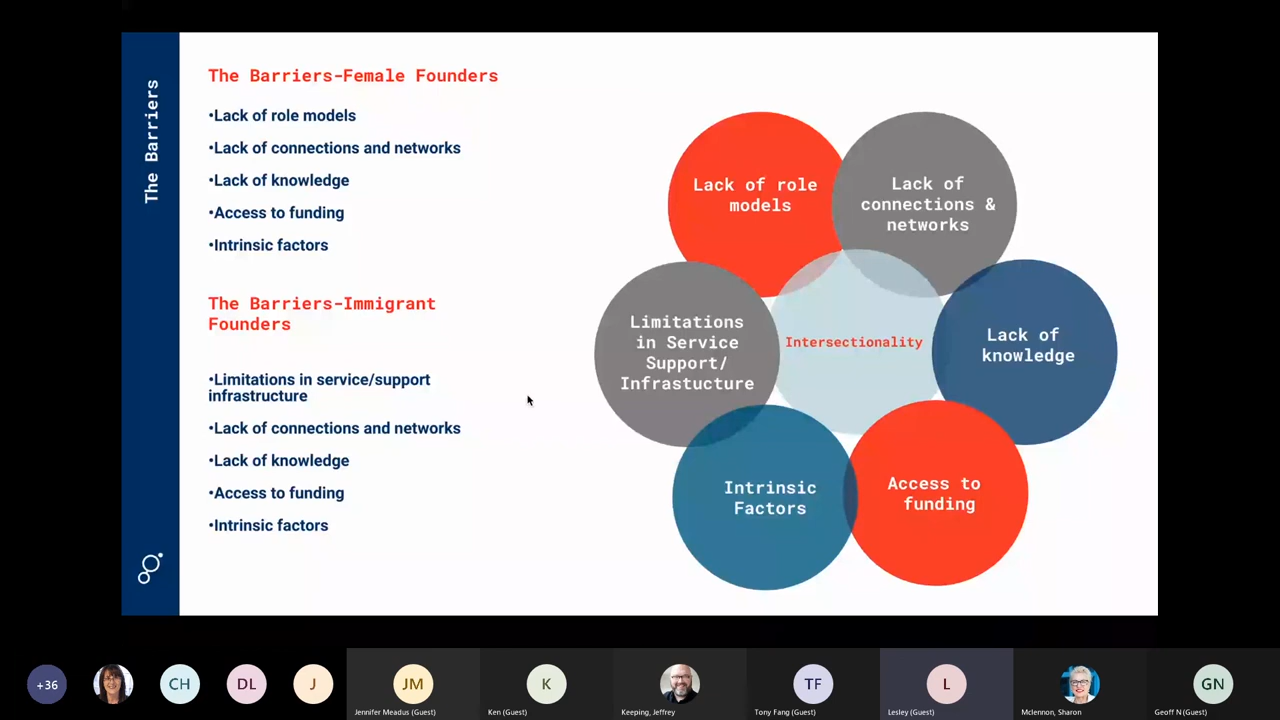 The Barriers
The Barriers-Female Founders
•Lack of role models
•Lack of connections and networks
•Lack of knowledge
•Access to funding
•Intrinsic factors
The Barriers-Immigrant
Founders
•Limitations in service/support
infrastructure
•Lack of connections and networks
•Lack of knowledge
•Access to funding
•Intrinsic factors
Lack of role
models
Lack of
connections &
networks
Limitations
in Service
Support/
Infrastucture
Intersectionality
Lack of
knowledge
Intrinsic
Factors
Access to
funding
+36
CH
DL
J
JM
K
TF
L
GN
Jennifer Meadus (Guest)
Ken (Guest)
Keeping, Jeffrey
Tony Fang (Guest)
Lesley (Guest)
Mclennon, Sharon
Geoff N (Guest)